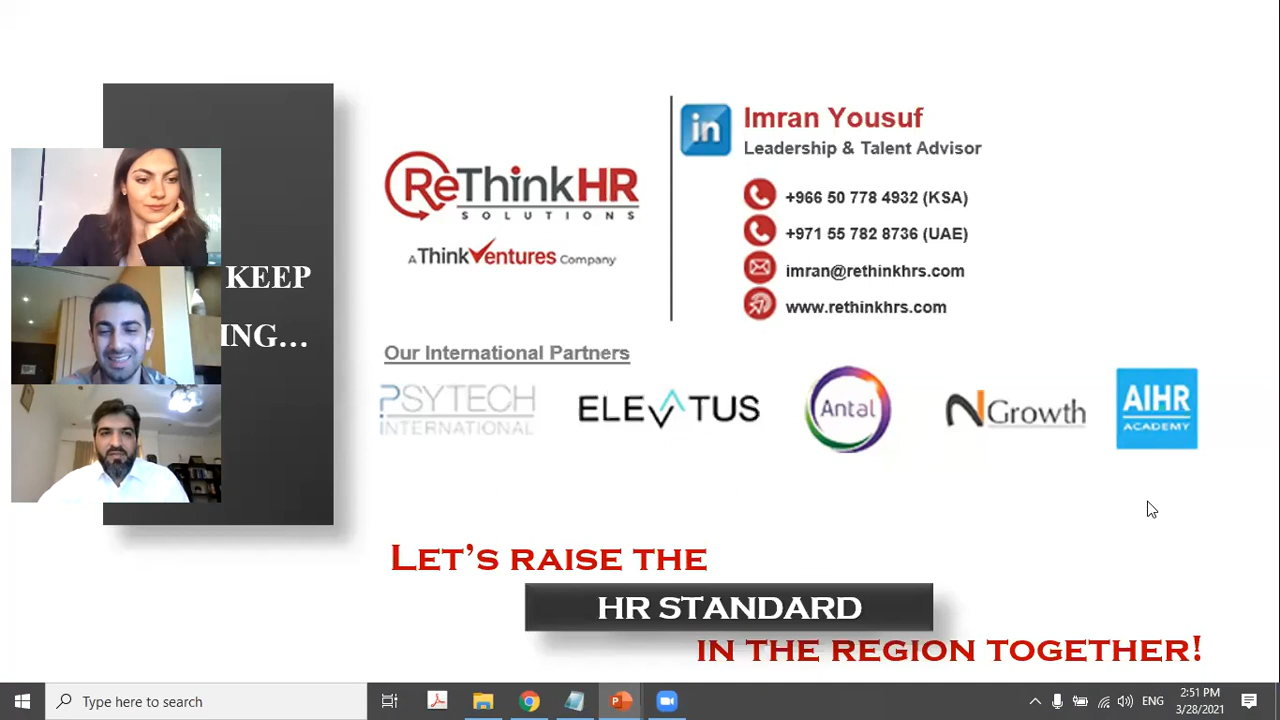 KEEP
ING...
ReThinkHR
SOLUTIONS
A ThinkVentures Company
in
Imran Yousuf
Leadership & Talent Advisor
+966 50 778 4932 (KSA)
+971 55 782 8736 (UAE)
imran@rethinkhrs.com
www.rethinkhrs.com
Our International Partners
PSYTECH
INTERNATIONAL
ELEVATUS
Antal
NGrowth
AIHR
ACADEMY
LET'S RAISE THE
HR STANDARD
IN THE REGION TOGETHER!
Type here to search
ENG
2:51 PM
3/28/2021